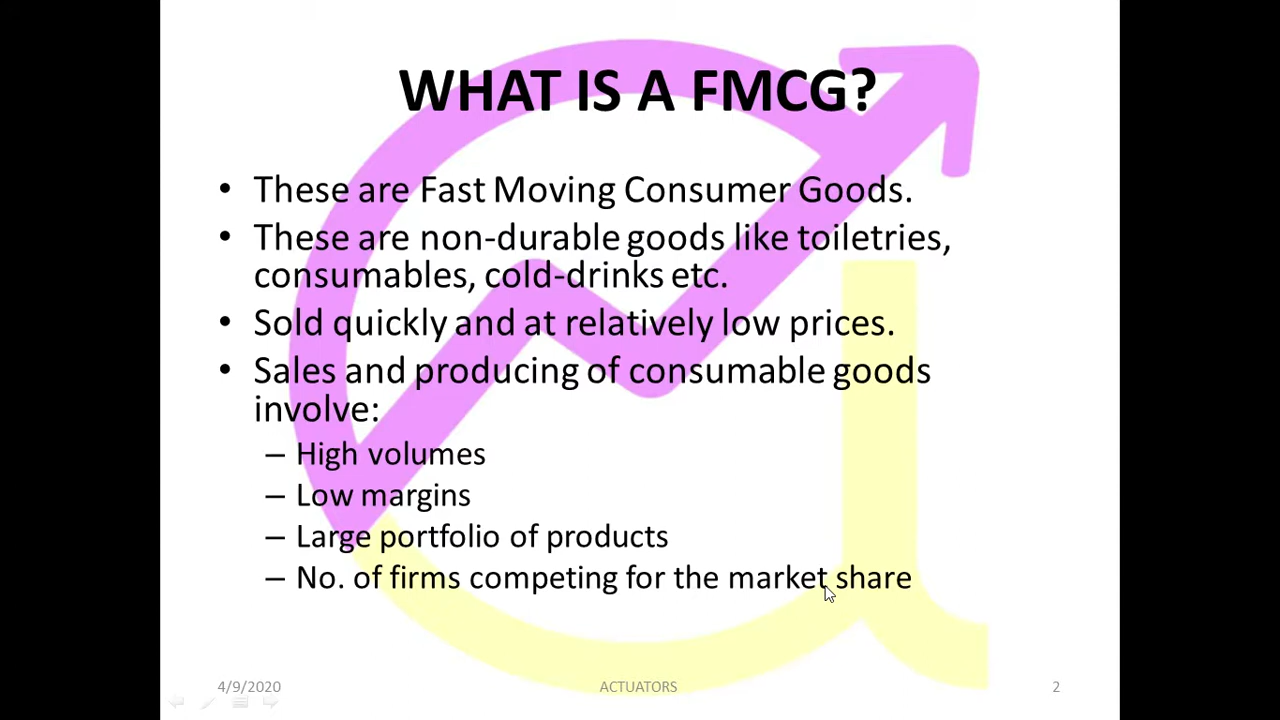 WHAT IS A FMCG?
• These are Fast Moving Consumer Goods.
• These are non-durable goods like toiletries,
consumables, cold-drinks etc.
• Sold quickly and at relatively low prices.
• Sales and producing of consumable goods
involve:
– High volumes
– Low margins
– Large portfolio of products
– No. of firms competing for the market share
4/9/2020 ACTUATORS 2